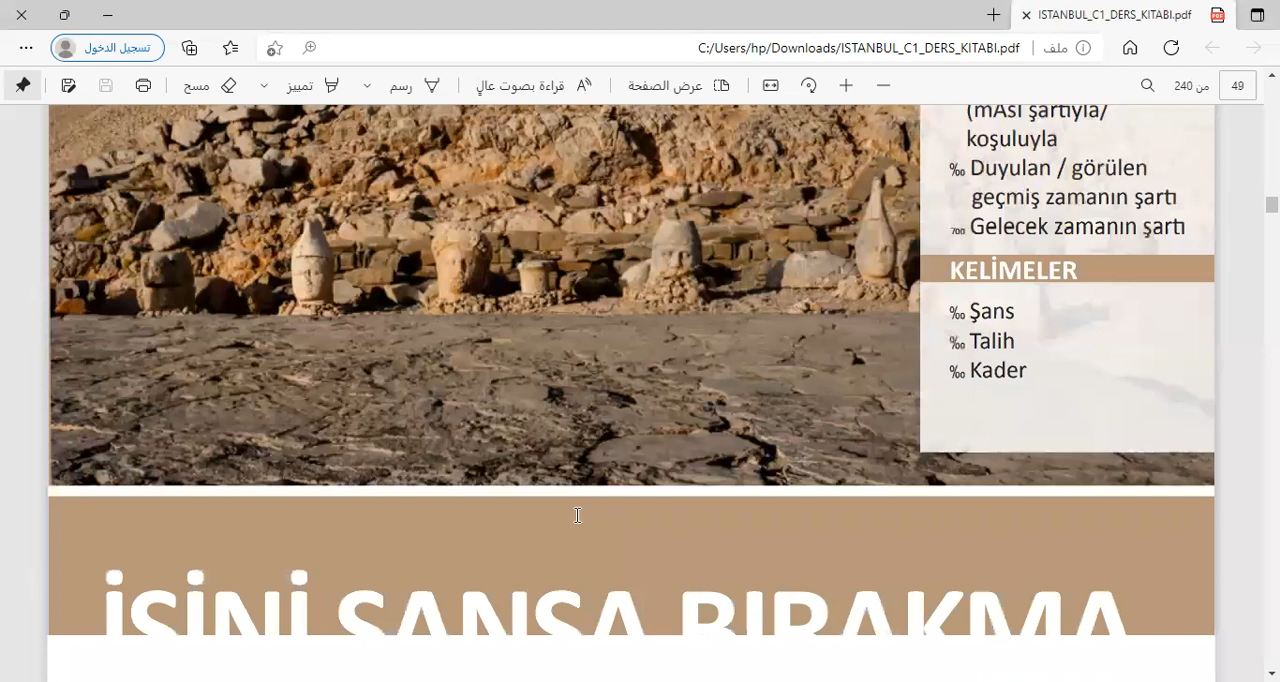 ISTANBUL_C1_DERS_KITABI.pdf
تسجيل الدخول
C:/Users/hp/Downloads/ISTANBUL_C1_DERS_KITABI.pdf
ملف
مسح
تمييز
رسم
قراءة بصوت عالٍ
عرض الصفحة
من 240
49
(mAsı şartıyla/
koşuluyla
‰ Duyulan / görülen
geçmiş zamanın şartı
‰ Gelecek zamanın şartı
KELİMELER
‰ Şans
‰ Talih
‰ Kader
İŞİNİ ŞANSA BIRAKMA